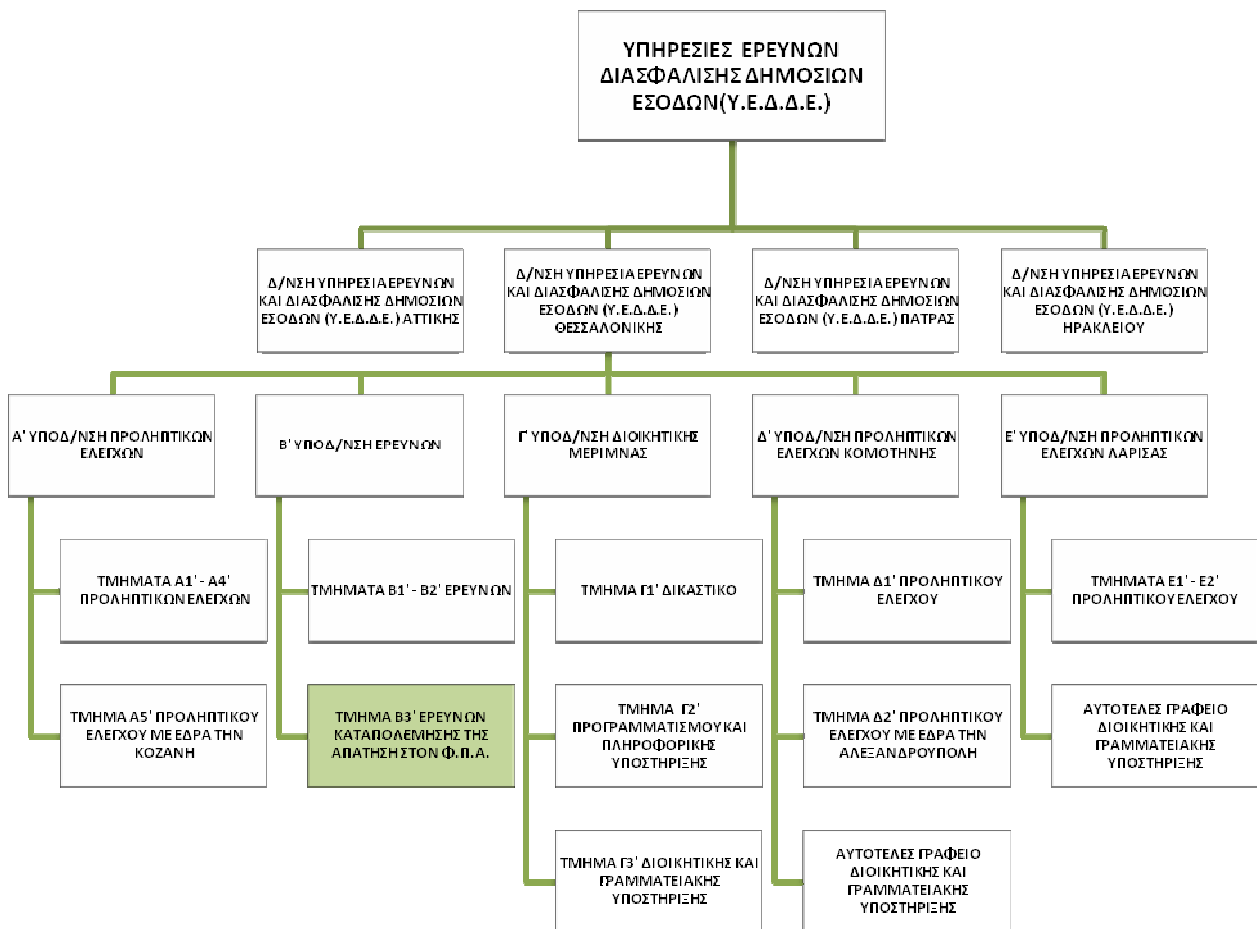 ΥΠΗΡΕΣΙΕΣ ΕΡΕΥΝΩΝ
ΔΙΑΣΦΑΛΙΣΗΣ ΔΗΜΟΣΙΩΝ
ΕΣΟΔΩΝ(Υ.Ε.Δ.Δ.Ε.)
Δ/ΝΣΗ ΥΠΗΡΕΣΙΑ ΕΡΕΥΝΩΝ
ΚΑΙ ΔΙΑΣΦΑΛΙΣΗΣ ΔΗΜΟΣΙΩΝ
ΕΣΟΔΩΝ (Υ.Ε.Δ.Δ.Ε.) ΑΤΤΙΚΗΣ
Δ/ΝΣΗ ΥΠΗΡΕΣΙΑ ΕΡΕΥΝΩΝ
ΚΑΙ ΔΙΑΣΦΑΛΙΣΗΣ ΔΗΜΟΣΙΩΝ
ΕΣΟΔΩΝ (Υ.Ε.Δ.Δ.Ε.)
ΘΕΣΣΑΛΟΝΙΚΗΣ
Δ/ΝΣΗ ΥΠΗΡΕΣΙΑ ΕΡΕΥΝΩΝ
ΚΑΙ ΔΙΑΣΦΑΛΙΣΗΣ ΔΗΜΟΣΙΩΝ
ΕΣΟΔΩΝ (Υ.Ε.Δ.Δ.Ε.) ΠΑΤΡΑΣ
Δ/ΝΣΗ ΥΠΗΡΕΣΙΑ ΕΡΕΥΝΩΝ
ΚΑΙ ΔΙΑΣΦΑΛΙΣΗΣ ΔΗΜΟΣΙΩΝ
ΕΣΟΔΩΝ (Υ.Ε.Δ.Δ.Ε.)
ΗΡΑΚΛΕΙΟΥ
Α' ΥΠΟΔ/ΝΣΗ ΠΡΟΛΗΠΤΙΚΩΝ
ΕΛΕΓΧΩΝ
Β' ΥΠΟΔ/ΝΣΗ ΕΡΕΥΝΩΝ
Γ' ΥΠΟΔ/ΝΣΗ ΔΙΟΙΚΗΤΙΚΗΣ
ΜΕΡΙΜΝΑΣ
Δ' ΥΠΟΔ/ΝΣΗ ΠΡΟΛΗΠΤΙΚΩΝ
ΕΛΕΓΧΩΝ ΚΟΜΟΤΗΝΗΣ
Ε' ΥΠΟΔ/ΝΣΗ ΠΡΟΛΗΠΤΙΚΩΝ
ΕΛΕΓΧΩΝ ΛΑΡΙΣΑΣ
ΤΜΗΜΑΤΑ Α1' - Α4'
ΠΡΟΛΗΠΤΙΚΩΝ ΕΛΕΓΧΩΝ
ΤΜΗΜΑΤΑ Β1' - Β2' ΕΡΕΥΝΩΝ
ΤΜΗΜΑ Γ1' ΔΙΚΑΣΤΙΚΟ
ΤΜΗΜΑ Δ1' ΠΡΟΛΗΠΤΙΚΟΥ
ΕΛΕΓΧΟΥ
ΤΜΗΜΑΤΑ Ε1' - Ε2'
ΠΡΟΛΗΠΤΙΚΟΥ ΕΛΕΓΧΟΥ
ΤΜΗΜΑ Α5' ΠΡΟΛΗΠΤΙΚΟΥ
ΕΛΕΓΧΟΥ ΜΕ ΕΔΡΑ ΤΗΝ
ΚΟΖΑΝΗ
ΤΜΗΜΑ Β3' ΕΡΕΥΝΩΝ
ΚΑΤΑΠΟΛΕΜΗΣΗΣ ΤΗΣ
ΑΠΑΤΗΣΗ ΣΤΟΝ Φ.Π.Α.
ΤΜΗΜΑ Γ2'
ΠΡΟΓΡΑΜΜΑΤΙΣΜΟΥ ΚΑΙ
ΠΛΗΡΟΦΟΡΙΚΗΣ
ΥΠΟΣΤΗΡΙΞΗΣ
ΤΜΗΜΑ Δ2' ΠΡΟΛΗΠΤΙΚΟΥ
ΕΛΕΓΧΟΥ ΜΕ ΕΔΡΑ ΤΗΝ
ΑΛΕΞΑΝΔΡΟΥΠΟΛΗ
ΑΥΤΟΤΕΛΕΣ ΓΡΑΦΕΙΟ
ΔΙΟΙΚΗΤΙΚΗΣ ΚΑΙ
ΓΡΑΜΜΑΤΕΙΑΚΗΣ
ΥΠΟΣΤΗΡΙΞΗΣ
ΤΜΗΜΑ Γ3' ΔΙΟΙΚΗΤΙΚΗΣ ΚΑΙ
ΓΡΑΜΜΑΤΕΙΑΚΗΣ
ΥΠΟΣΤΗΡΙΞΗΣ
ΑΥΤΟΤΕΛΕΣ ΓΡΑΦΕΙΟ
ΔΙΟΙΚΗΤΙΚΗΣ ΚΑΙ
ΓΡΑΜΜΑΤΕΙΑΚΗΣ
ΥΠΟΣΤΗΡΙΞΗΣ